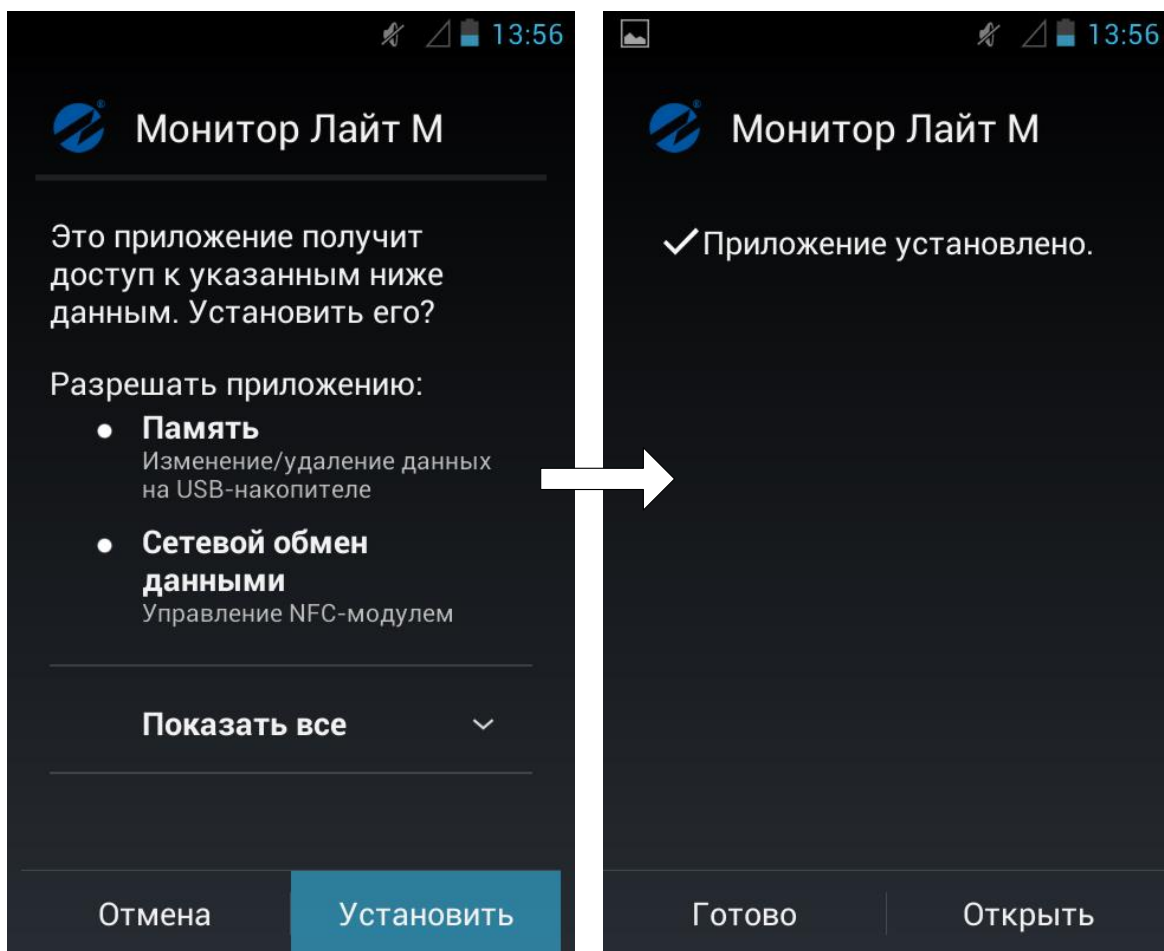 13:56
Монитор Лайт М
Это приложение получит
доступ к указанным ниже
данным. Установить его?
Разрешать приложению:
Память
Изменение/удаление данных
на USB-накопителе
Сетевой обмен
данными
Управление NFC-модулем
Показать все
Отмена
Установить
13:56
Монитор Лайт М
Приложение установлено.
Готово
Открыть